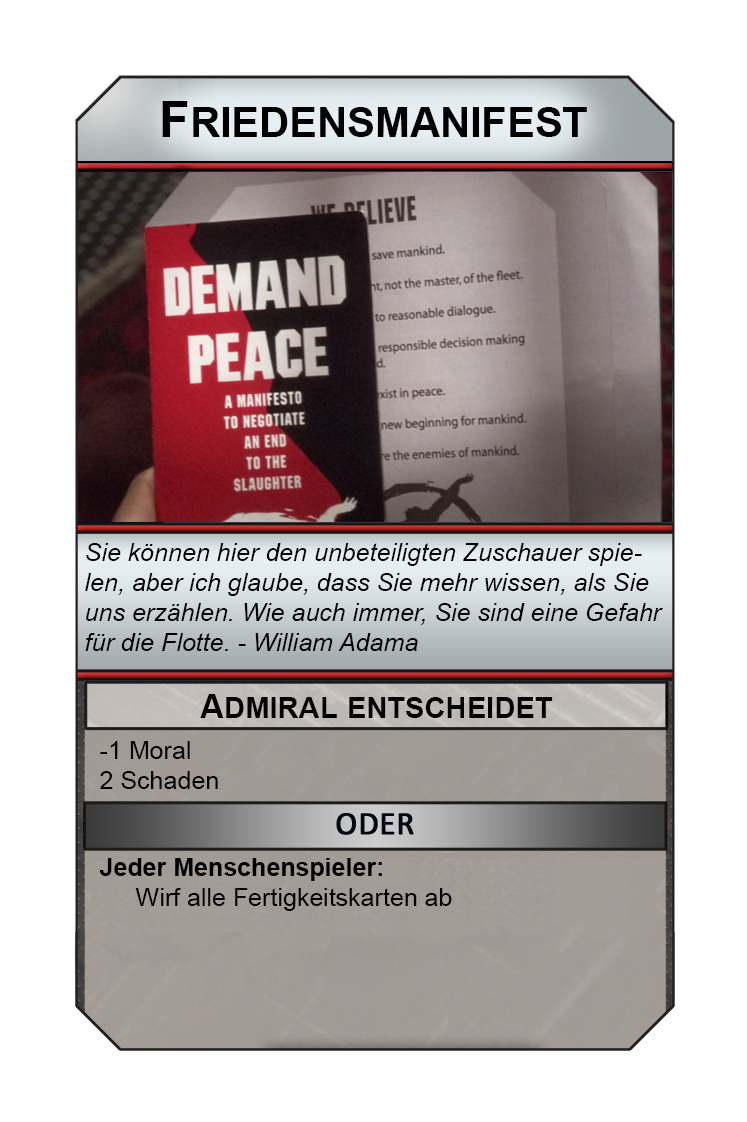 FRIEDENSMANIFEST
WE BELIEVE
save mankind.
not the master, of the fleet.
to reasonable dialogue.
responsible decision making
exist in peace.
new beginning for mankind.
the enemies of mankind.
DEMAND
PEACE
A MANIFESTO
TO NEGOTIATE
AN END
TO THE
SLAUGHTER
Sie können hier den unbeteiligten Zuschauer spie-
len, aber ich glaube, dass Sie mehr wissen, als Sie
uns erzählen. Wie auch immer, Sie sind eine Gefahr
für die Flotte. - William Adama
ADMIRAL ENTSCHEIDET
-1 Moral
2 Schaden
ODER
Jeder Menschenspieler:
Wirf alle Fertigkeitskarten ab